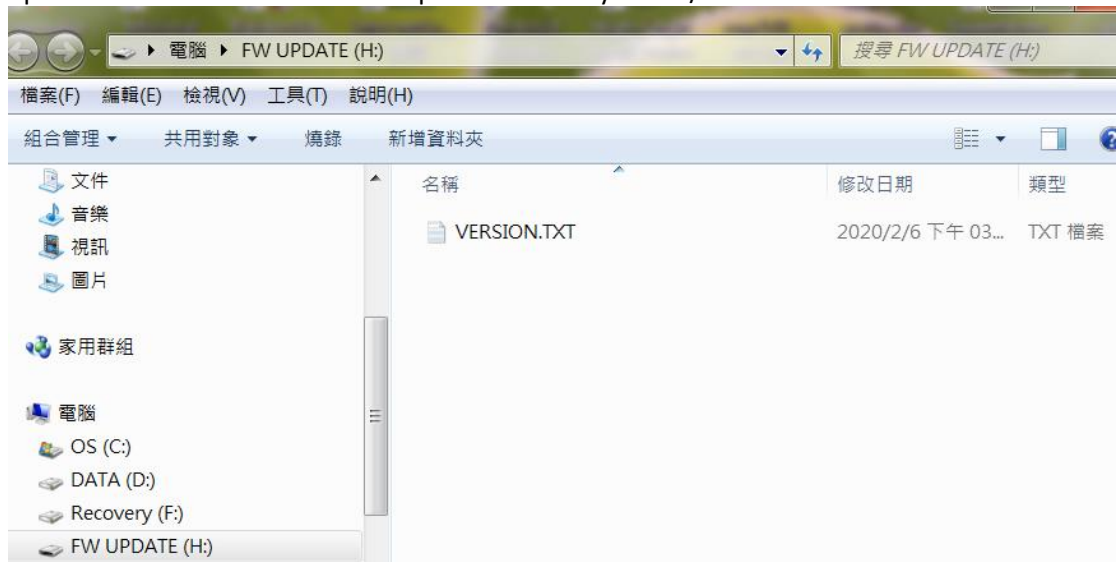 電腦 ▸ FW UPDATE (H:)
搜尋 FW UPDATE (H:)
檔案(F) 編輯(E) 檢視(V) 工具(T) 說明(H)
組合管理 共用對象 燒錄 新增資料夾
文件
音樂
視訊
圖片
家用群組
電腦
OS (C:)
DATA (D:)
Recovery (F:)
FW UPDATE (H:)
名稱 修改日期 類型
VERSION.TXT 2020/2/6 下午 03... TXT 檔案